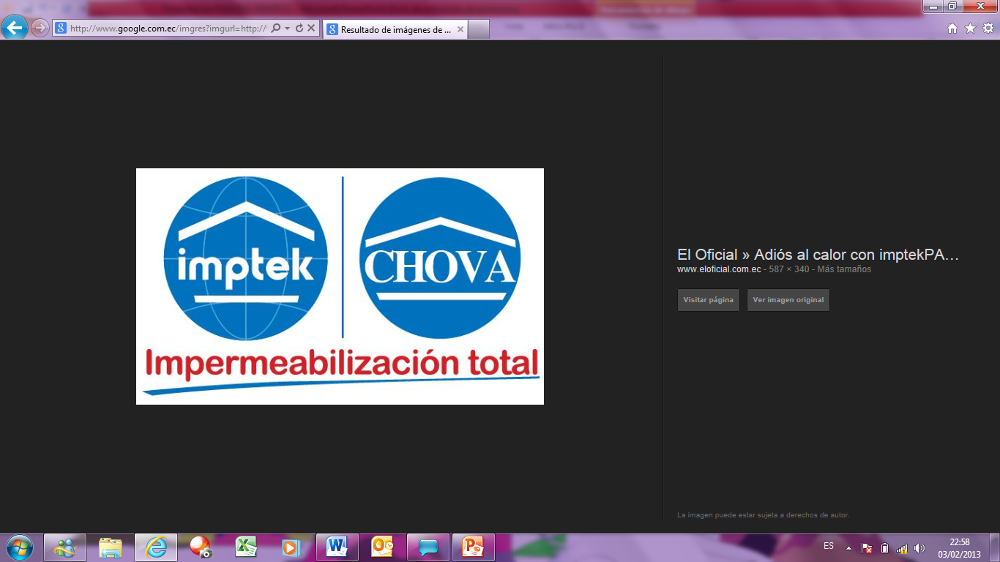 http://www.google.com.ec/imgres?imgurl=http://
Resultado de imágenes de ...
imptek
CHOVA
Impermeabilización total
El Oficial » Adiós al calor con imptekPA...
www.eloficial.com.ec - 587 × 340 - Más tamaños
Visitar página
Ver imagen original
La imagen puede estar sujeta a derechos de autor.
ES
22:58
03/02/2013